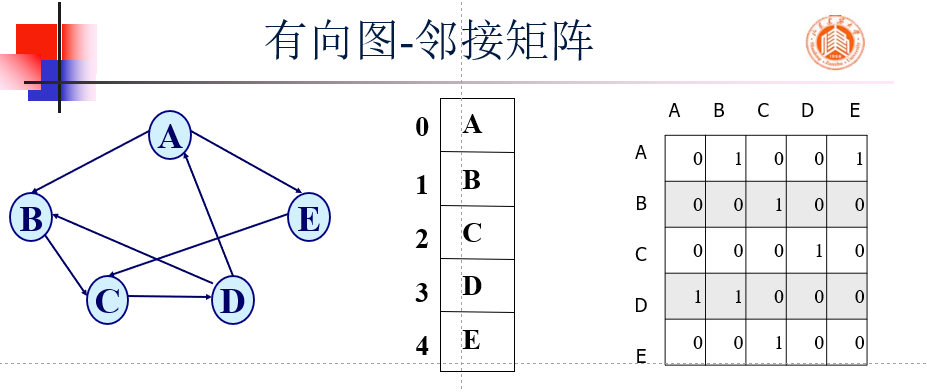 有向图-邻接矩阵
A
B
E
C
D
0 A
1 B
2 C
3 D
4 E
A B C D E
A 0 1 0 0 1
B 0 0 1 0 0
C 0 0 0 1 0
D 1 1 0 0 0
E 0 0 1 0 0